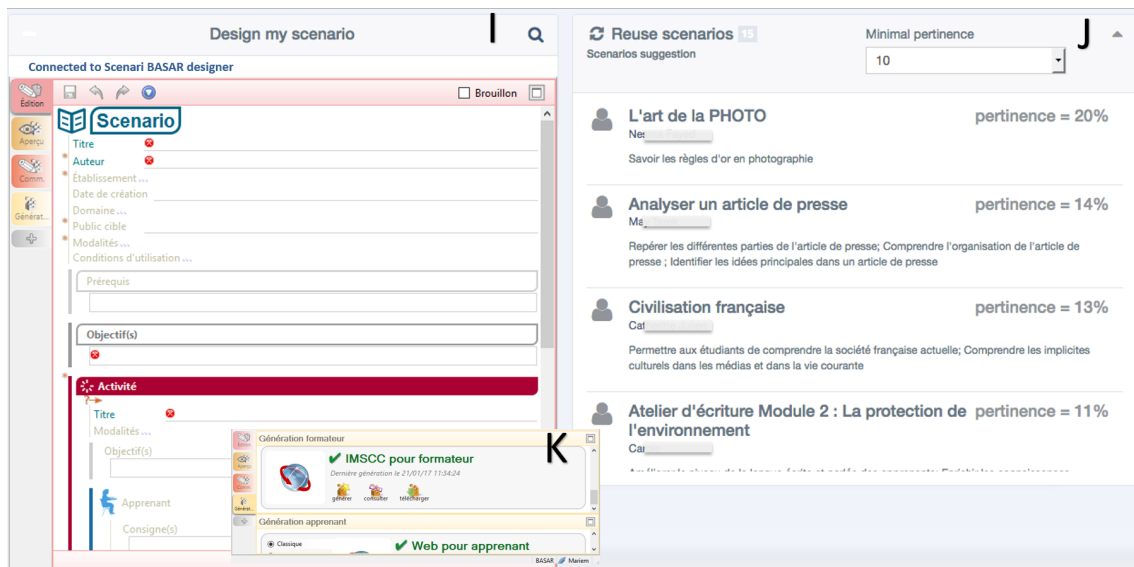 Design my scenario
I
Connected to Scenari BASAR designer
Édition
Brouillon
Scenario
Aperçu
Titre
Auteur
Comm.
Établissement ...
Date de création
Générat...
Domaine ...
Public cible
Modalités ...
Conditions d'utilisation ...
Prérequis
Objectif(s)
Activité
Titre
Modalités ...
Objectif(s)
Apprenant
Consigne(s)
K
Édition
Génération formateur
Aperçu
IMSCC pour formateur
Dernière génération le 21/01/17 11:34:24
Comm.
générer consulter télécharger
Générat...
Génération apprenant
Classique
Web pour apprenant
BASAR Mariem
Reuse scenarios 15
Scenarios suggestion
Minimal pertinence
J
10
L'art de la PHOTO pertinence = 20%
Savoir les règles d'or en photographie
Analyser un article de presse pertinence = 14%
Repérer les différentes parties de l'article de presse; Comprendre l'organisation de l'article de
presse ; Identifier les idées principales dans un article de presse
Civilisation française pertinence = 13%
Permettre aux étudiants de comprendre la société française actuelle; Comprendre les implicites
culturels dans les médias et dans la vie courante
Atelier d'écriture Module 2 : La protection de pertinence = 11%
l'environnement